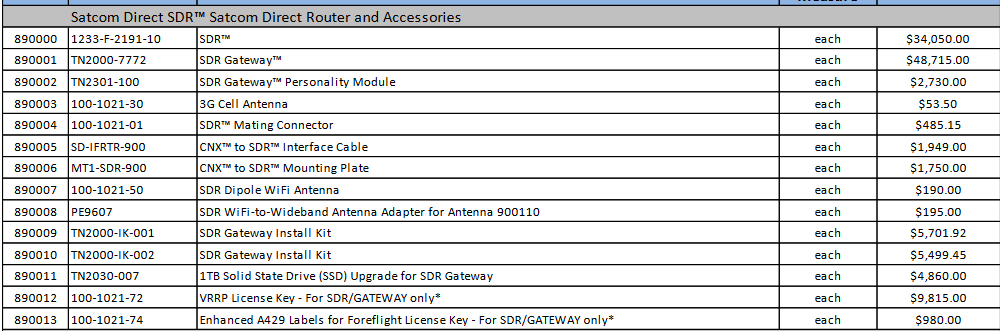 Satcom Direct SDR™ Satcom Direct Router and Accessories
890000 1233-F-2191-10 SDR™ each $34,050.00
890001 TN2000-7772 SDR Gateway™ each $48,715.00
890002 TN2301-100 SDR Gateway™ Personality Module each $2,730.00
890003 100-1021-30 3G Cell Antenna each $53.50
890004 100-1021-01 SDR™ Mating Connector each $485.15
890005 SD-IFRTR-900 CNX™ to SDR™ Interface Cable each $1,949.00
890006 MT1-SDR-900 CNX™ to SDR™ Mounting Plate each $1,750.00
890007 100-1021-50 SDR Dipole WiFi Antenna each $190.00
890008 PE9607 SDR WiFi-to-Wideband Antenna Adapter for Antenna 900110 each $195.00
890009 TN2000-IK-001 SDR Gateway Install Kit each $5,701.92
890010 TN2000-IK-002 SDR Gateway Install Kit each $5,499.45
890011 TN2030-007 1TB Solid State Drive (SSD) Upgrade for SDR Gateway each $4,860.00
890012 100-1021-72 VRRP License Key - For SDR/GATEWAY only* each $9,815.00
890013 100-1021-74 Enhanced A429 Labels for Foreflight License Key - For SDR/GATEWAY only* each $980.00